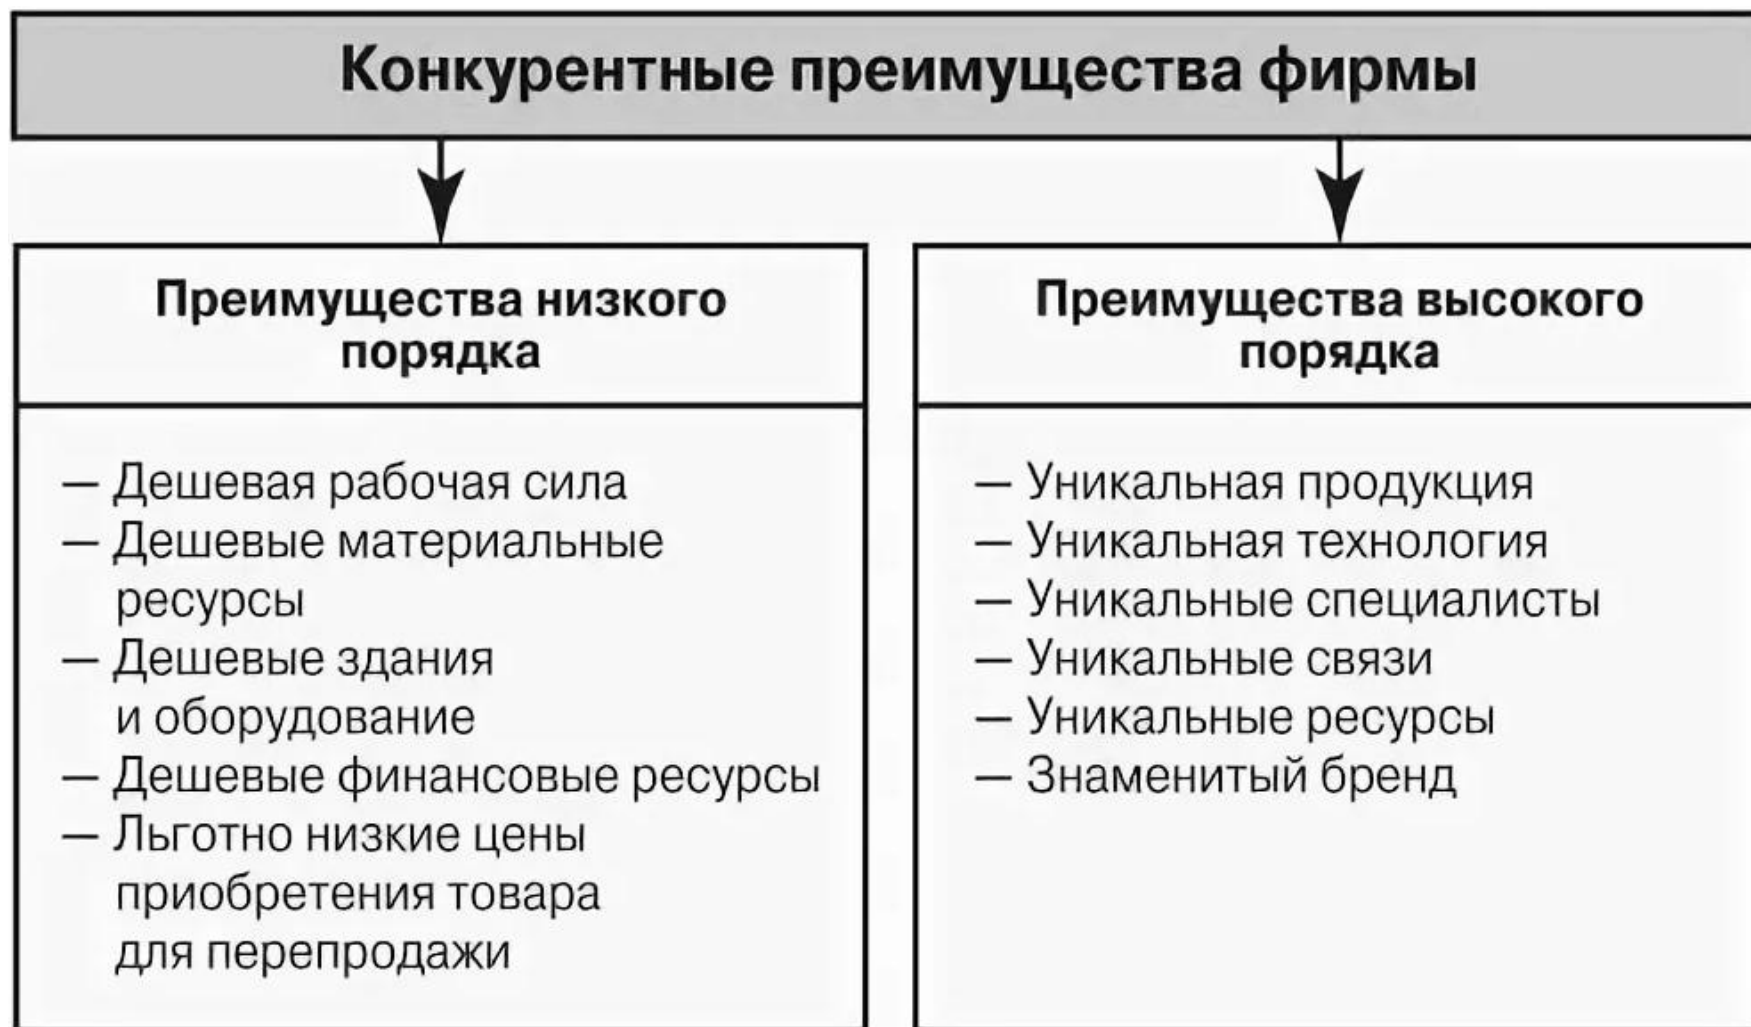 Конкурентные преимущества фирмы
Преимущества низкого
порядка
— Дешевая рабочая сила
— Дешевые материальные
ресурсы
— Дешевые здания
и оборудование
— Дешевые финансовые ресурсы
— Льготно низкие цены
приобретения товара
для перепродажи
Преимущества высокого
порядка
— Уникальная продукция
— Уникальная технология
— Уникальные специалисты
— Уникальные связи
— Уникальные ресурсы
— Знаменитый бренд